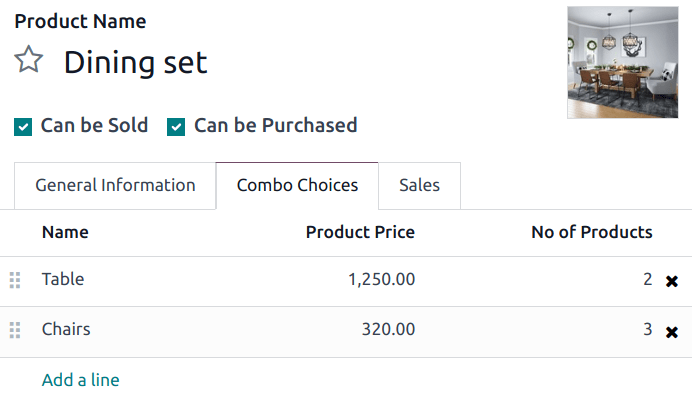 Product Name
Dining set
Can be Sold Can be Purchased
General Information Combo Choices Sales
Name Product Price No of Products
Table 1,250.00 2
Chairs 320.00 3
Add a line